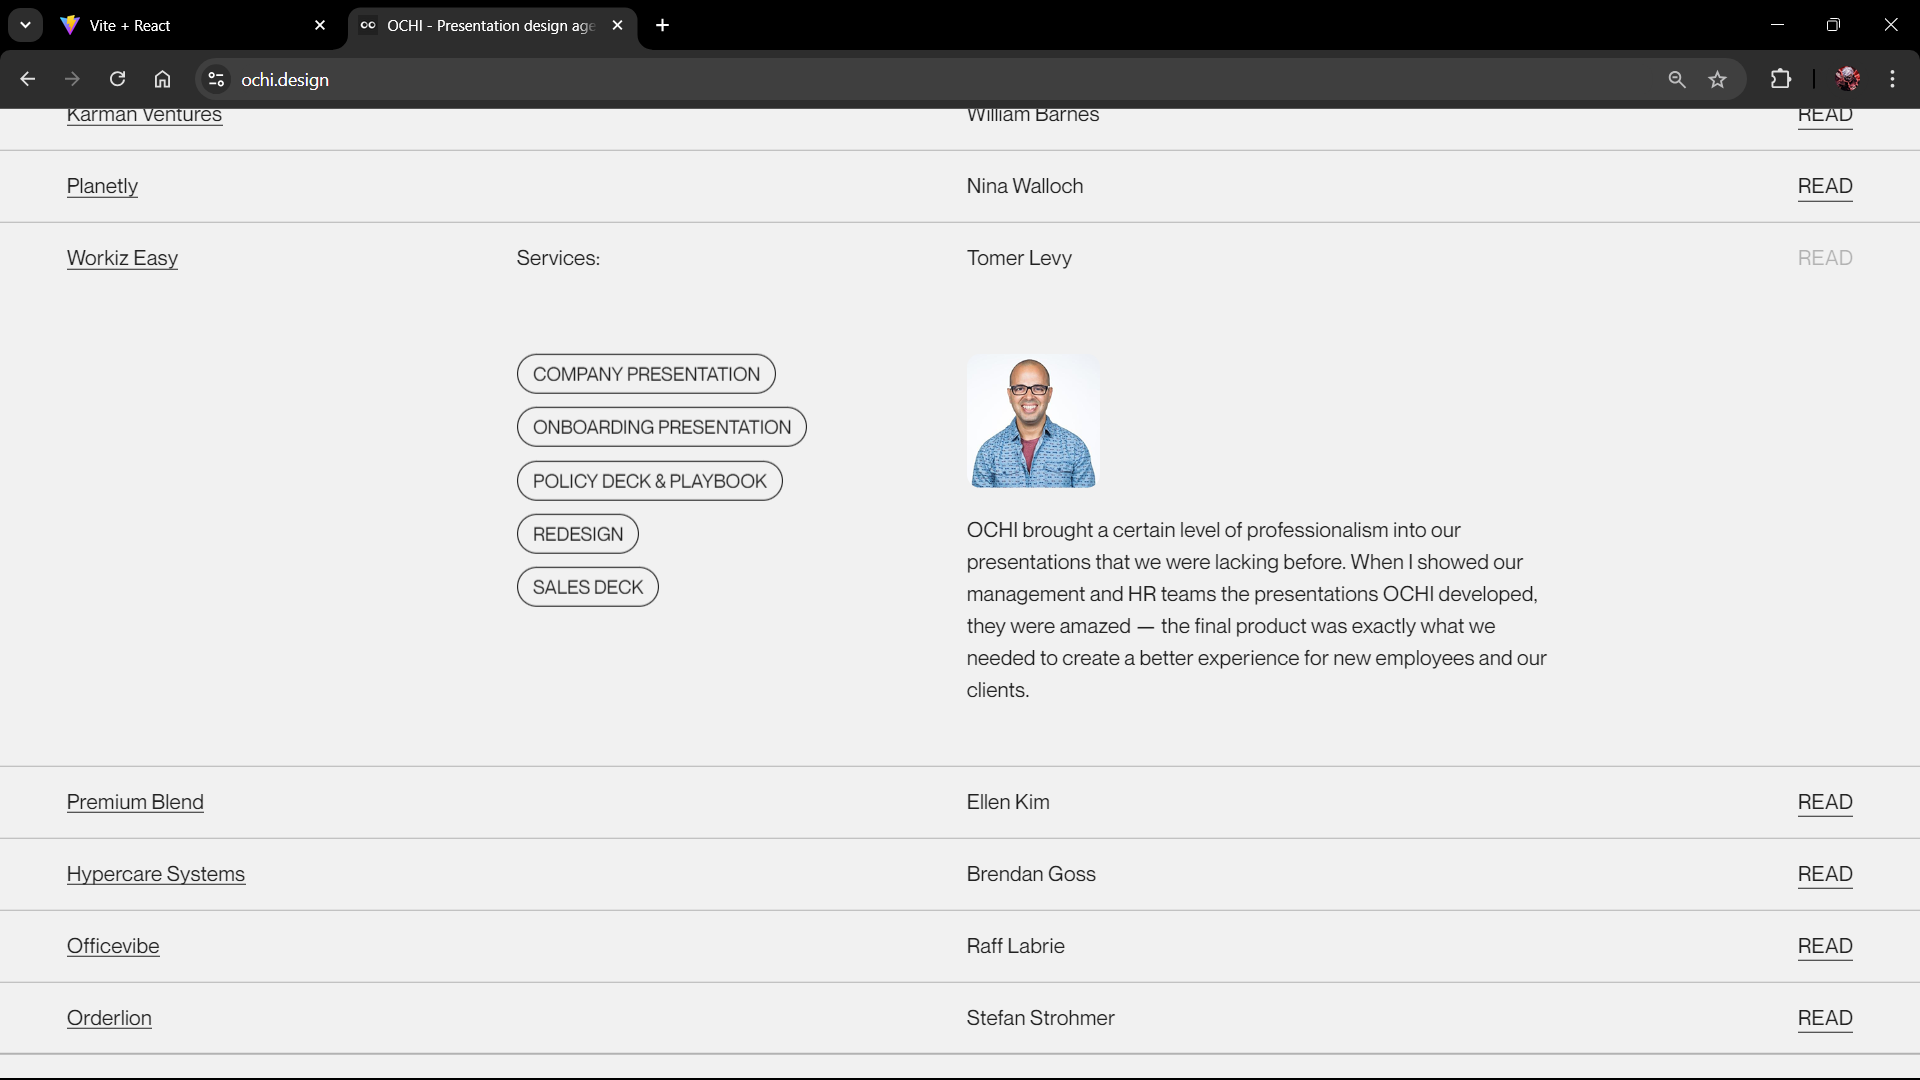 Vite + React
OCHI - Presentation design age
ochi.design
Karman Ventures
William Barnes
READ
Planetly
Nina Walloch
READ
Workiz Easy
Services:
Tomer Levy
READ
COMPANY PRESENTATION
ONBOARDING PRESENTATION
POLICY DECK & PLAYBOOK
REDESIGN
SALES DECK
OCHI brought a certain level of professionalism into our
presentations that we were lacking before. When I showed our
management and HR teams the presentations OCHI developed,
they were amazed — the final product was exactly what we
needed to create a better experience for new employees and our
clients.
Premium Blend
Ellen Kim
READ
Hypercare Systems
Brendan Goss
READ
Officevibe
Raff Labrie
READ
Orderlion
Stefan Strohmer
READ